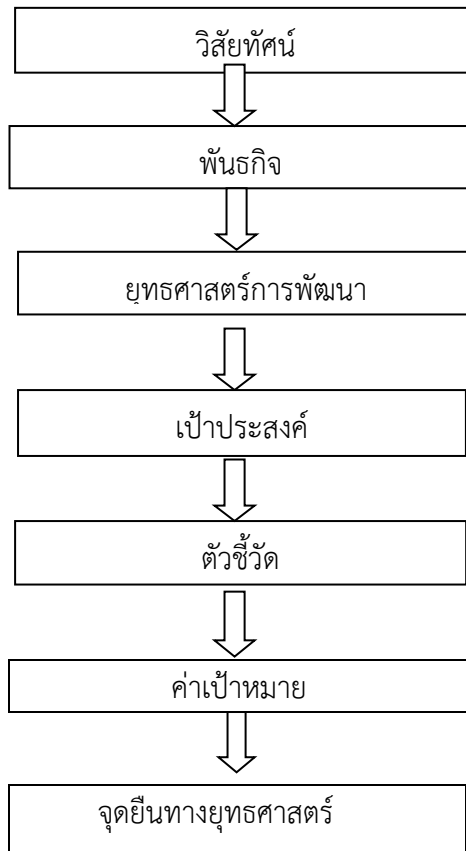 วิสัยทัศน์
พันธกิจ
ยุทธศาสตร์การพัฒนา
เป้าประสงค์
ตัวชี้วัด
ค่าเป้าหมาย
จุดยืนทางยุทธศาสตร์